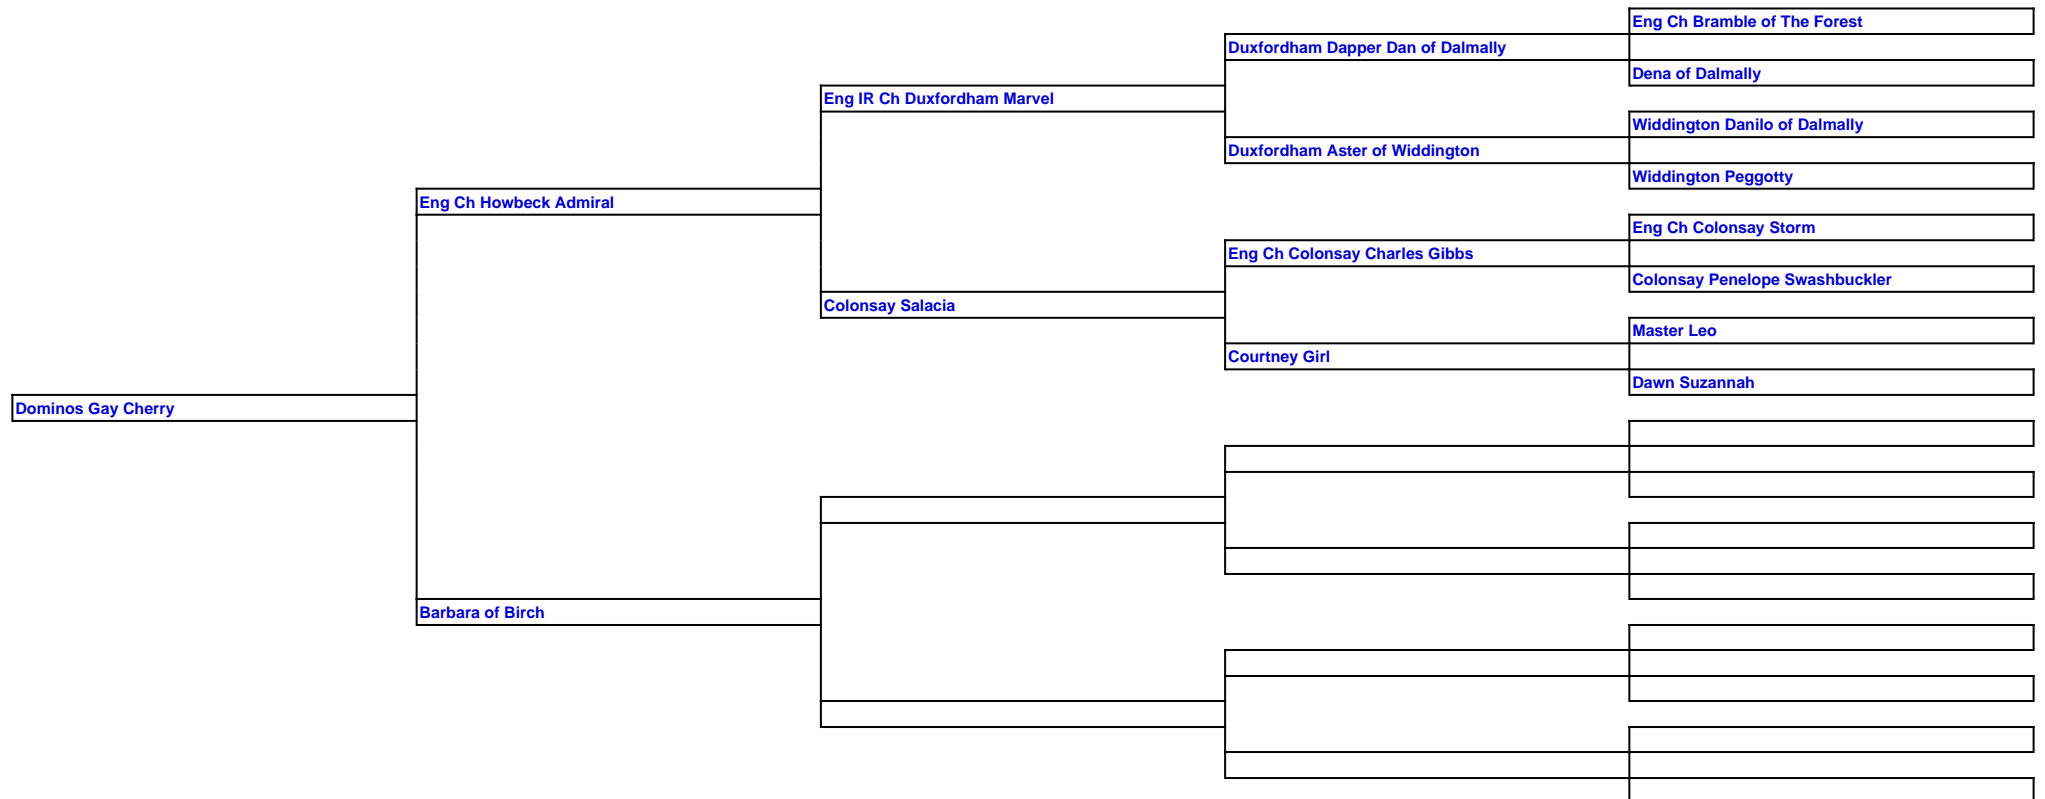 Eng Ch Bramble of The Forest
Duxfordham Dapper Dan of Dalmally
Dena of Dalmally
Eng IR Ch Duxfordham Marvel
Widdington Danilo of Dalmally
Duxfordham Aster of Widdington
Widdington Peggotty
Eng Ch Howbeck Admiral
Eng Ch Colonsay Storm
Eng Ch Colonsay Charles Gibbs
Colonsay Penelope Swashbuckler
Colonsay Salacia
Master Leo
Courtney Girl
Dawn Suzannah
Dominos Gay Cherry
Barbara of Birch